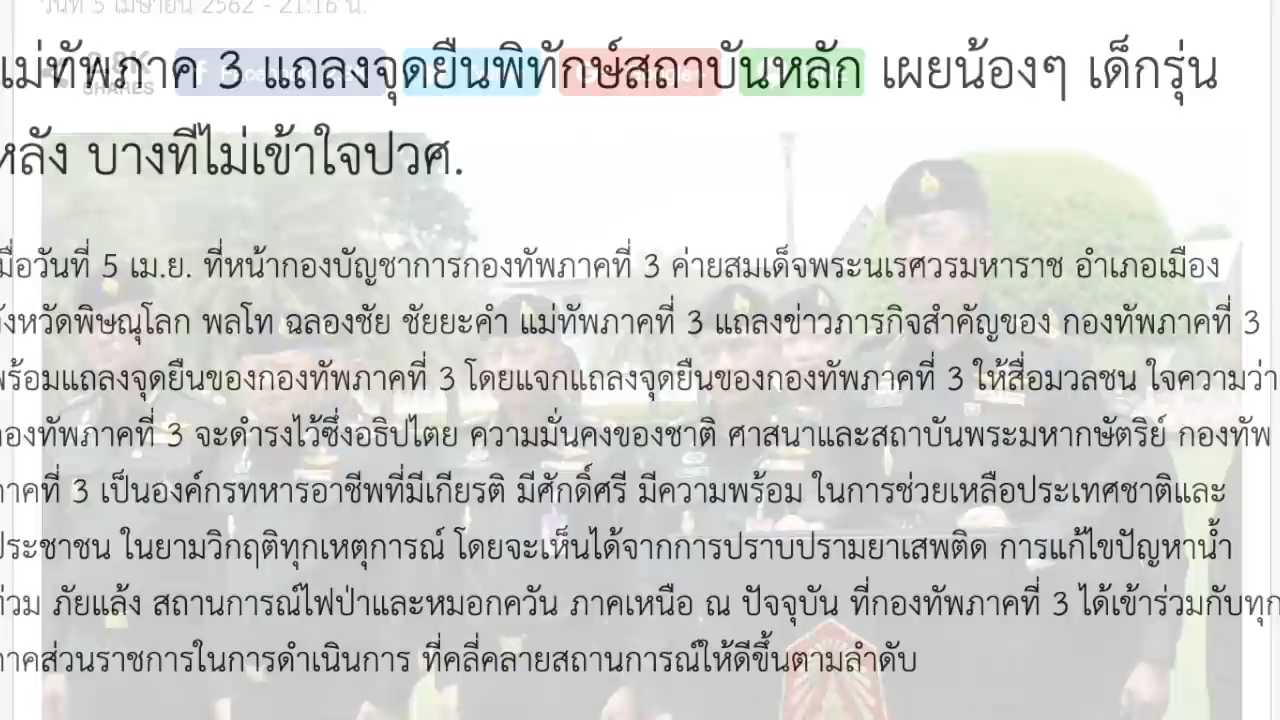 วันที่ 5 เมษายน 2562 - 21:16 น.
แม่ทัพภาค 3 แถลงจุดยืนพิทักษ์สถาบันหลัก เผยน้องๆ เด็กรุ่น
หลัง บางทีไม่เข้าใจปวศ.
SHARES
เมื่อวันที่ 5 เม.ย. ที่หน้ากองบัญชาการกองทัพภาคที่ 3 ค่ายสมเด็จพระนเรศวรมหาราช อำเภอเมือง
จังหวัดพิษณุโลก พลโท ฉลองชัย ชัยยะคำ แม่ทัพภาคที่ 3 แถลงข่าวภารกิจสำคัญของ กองทัพภาคที่ 3
พร้อมแถลงจุดยืนของกองทัพภาคที่ 3 โดยแจกแถลงจุดยืนของกองทัพภาคที่ 3 ให้สื่อมวลชน ใจความว่า
กองทัพภาคที่ 3 จะดำรงไว้ซึ่งอธิปไตย ความมั่นคงของชาติ ศาสนาและสถาบันพระมหากษัตริย์ กองทัพ
ภาคที่ 3 เป็นองค์กรทหารอาชีพที่มีเกียรติ มีศักดิ์ศรี มีความพร้อม ในการช่วยเหลือประเทศชาติและ
ประชาชน ในยามวิกฤติทุกเหตุการณ์ โดยจะเห็นได้จากการปราบปรามยาเสพติด การแก้ไขปัญหาน้ำ
ท่วม ภัยแล้ง สถานการณ์ไฟป่าและหมอกควัน ภาคเหนือ ณ ปัจจุบัน ที่กองทัพภาคที่ 3 ได้เข้าร่วมกับทุก
ภาคส่วนราชการในการดำเนินการ ที่คลี่คลายสถานการณ์ให้ดีขึ้นตามลำดับ